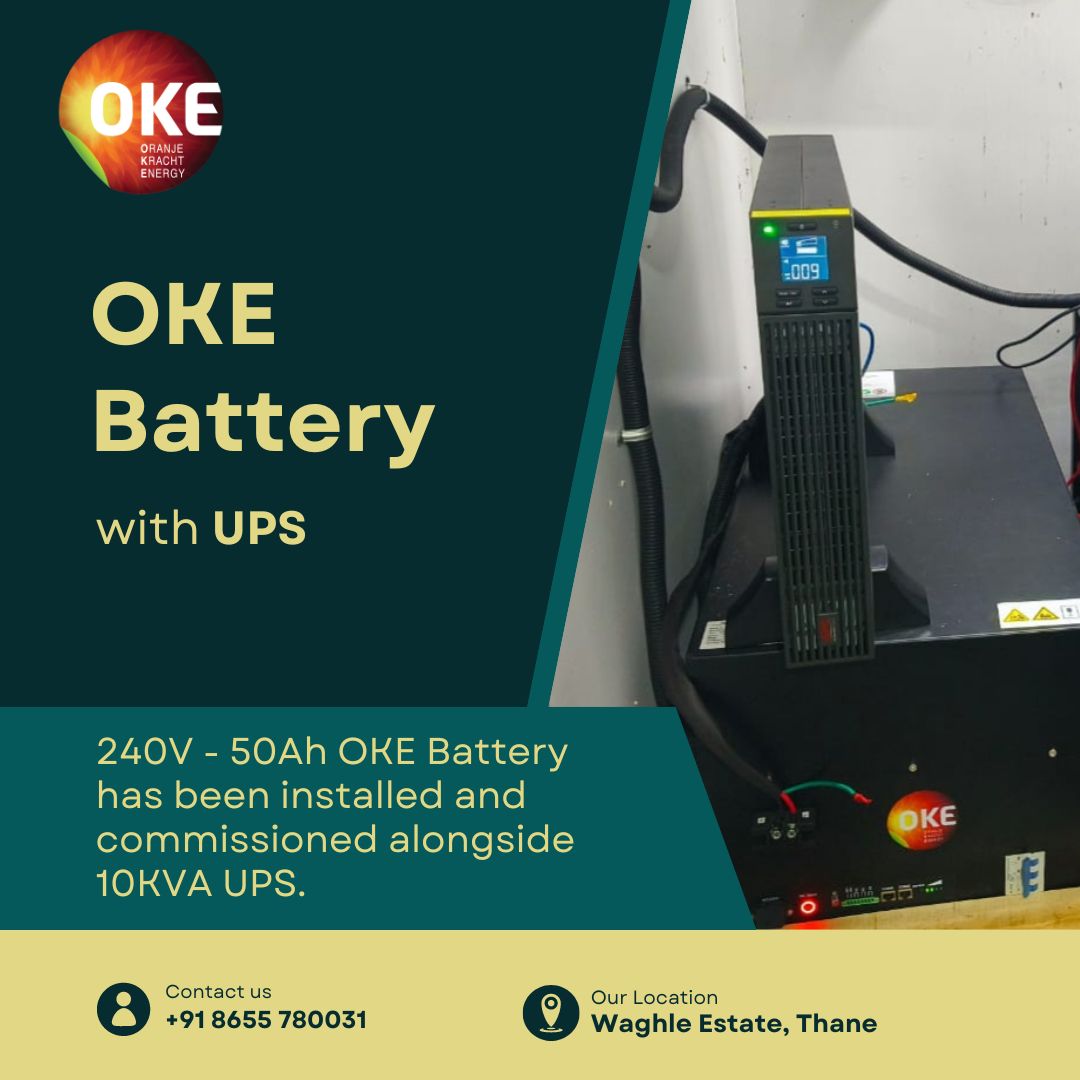 OKE
ORANJE
KRACHT
ENERGY
OKE
Battery
with UPS
009
240V - 50Ah OKE Battery
has been installed and
commissioned alongside
10KVA UPS.
OKE
Contact us
+91 8655 780031
Our Location
Waghle Estate, Thane